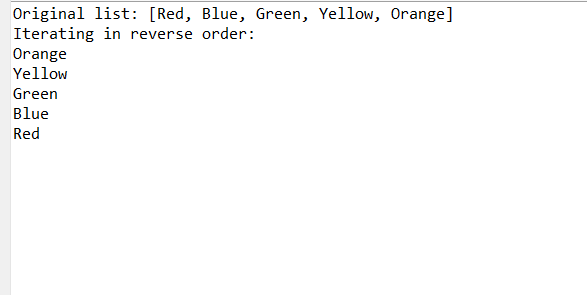 Original list: [Red, Blue, Green, Yellow, Orange]
Iterating in reverse order:
Orange
Yellow
Green
Blue
Red